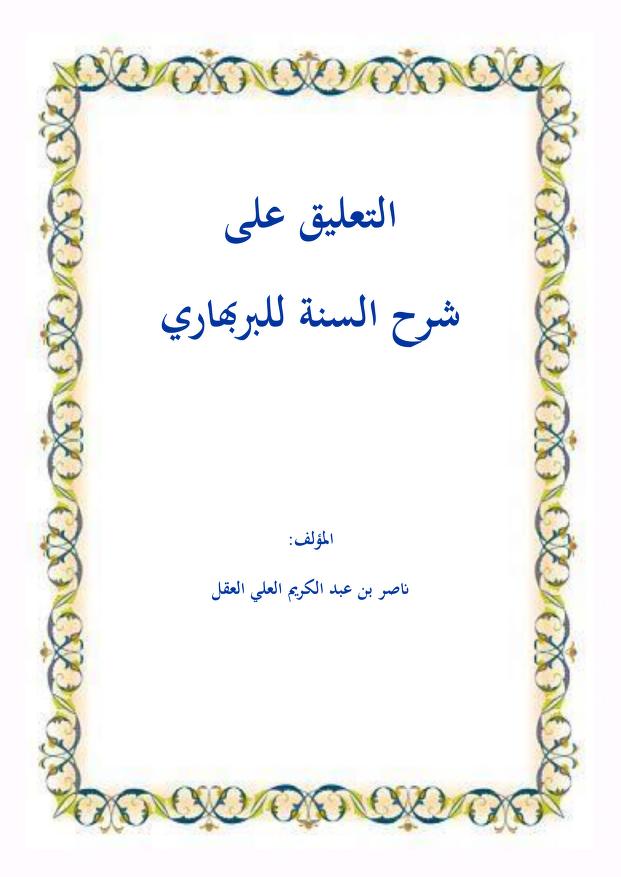 التعليق على
شرح السنة للبربهاري
المؤلف:
ناصر بن عبد الكريم العلي العقل